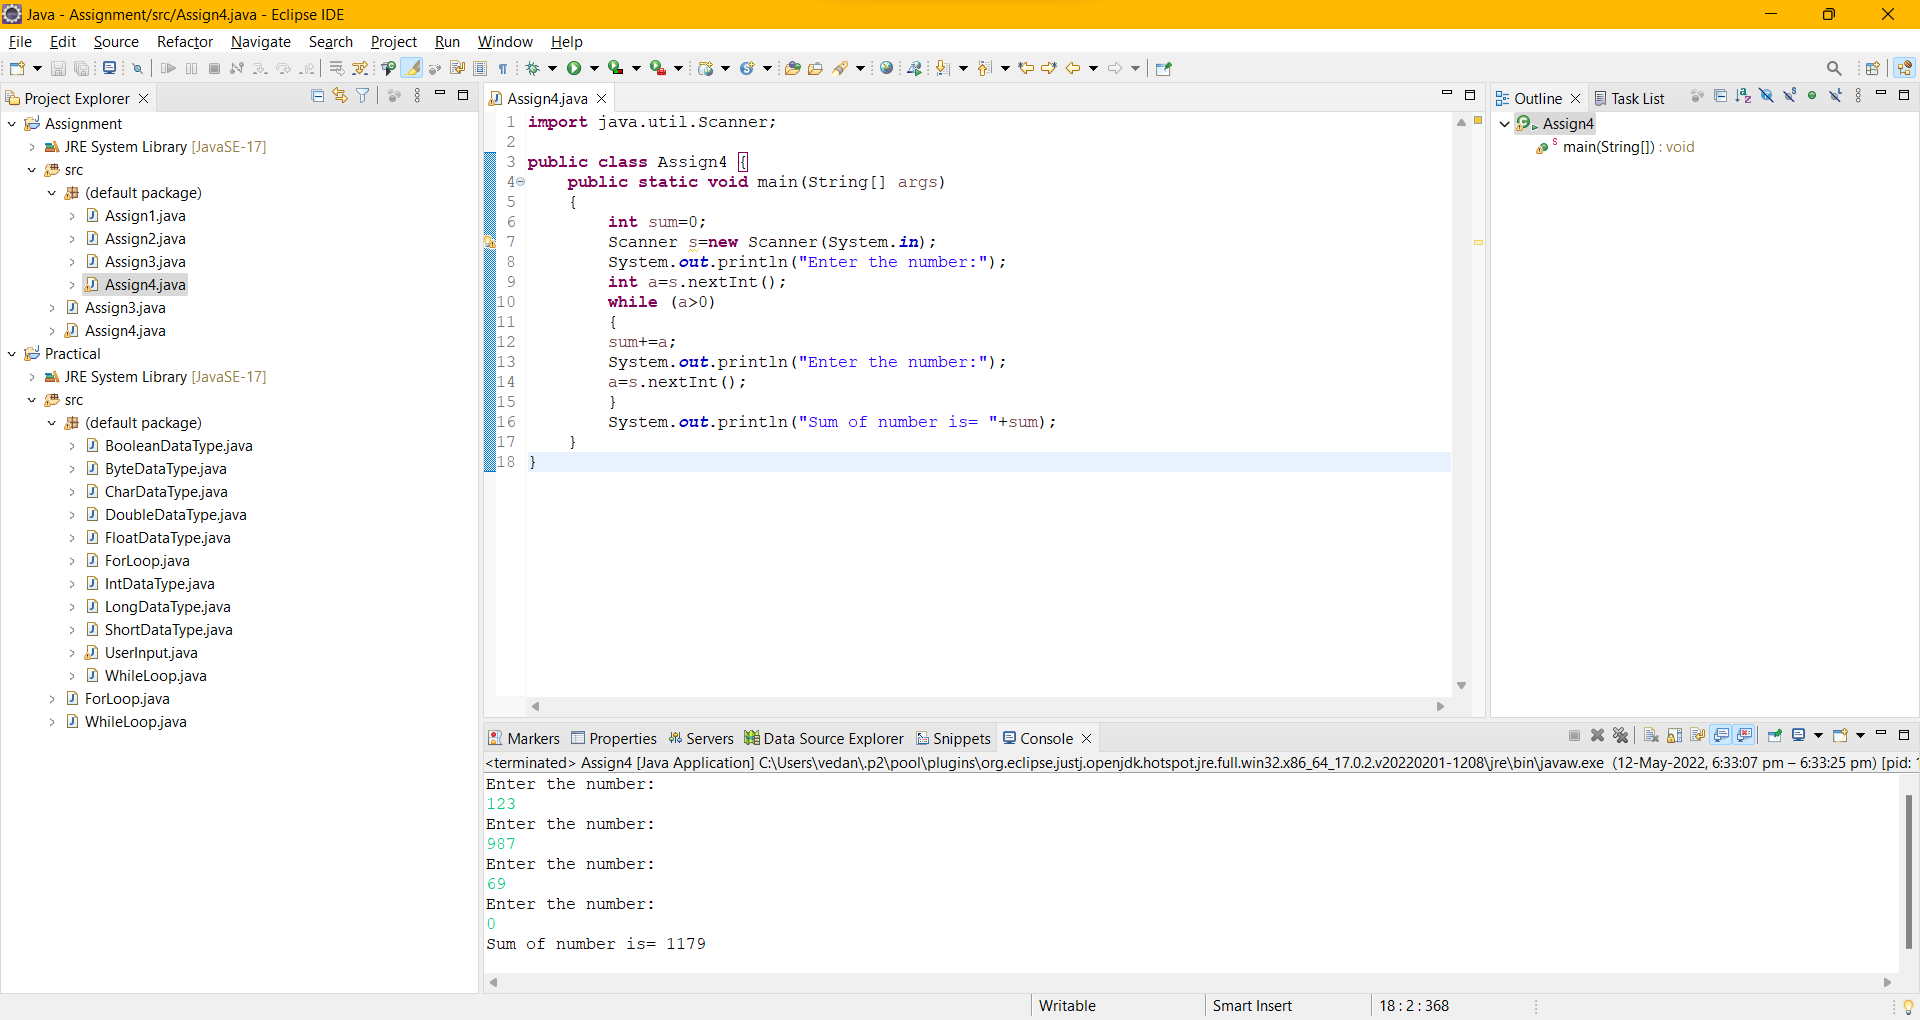 Java - Assignment/src/Assign4.java - Eclipse IDE
File Edit Source Refactor Navigate Search Project Run Window Help
Project Explorer
Assignment
JRE System Library [JavaSE-17]
src
(default package)
Assign1.java
Assign2.java
Assign3.java
Assign4.java
Assign3.java
Assign4.java
Practical
JRE System Library [JavaSE-17]
src
(default package)
BooleanDataType.java
ByteDataType.java
CharDataType.java
DoubleDataType.java
FloatDataType.java
ForLoop.java
IntDataType.java
LongDataType.java
ShortDataType.java
UserInput.java
WhileLoop.java
ForLoop.java
WhileLoop.java
Assign4.java
1 import java.util.Scanner;
2
3 public class Assign4 {
4 public static void main(String[] args)
5 {
6 int sum=0;
7 Scanner s=new Scanner(System.in);
8 System.out.println("Enter the number:");
9 int a=s.nextInt();
10 while (a>0)
11 {
12 sum+=a;
13 System.out.println("Enter the number:");
14 a=s.nextInt();
15 }
16 System.out.println("Sum of number is= "+sum);
17 }
18 }
Outline Task List
Assign4
main(String[]) : void
Markers Properties Servers Data Source Explorer Snippets Console
<terminated> Assign4 [Java Application] C:\Users\vedan\.p2\pool\plugins\org.eclipse.justj.openjdk.hotspot.jre.full.win32.x86_64_17.0.2.v20220201-1208\jre\bin\javaw.exe (12-May-2022, 6:33:07 pm – 6:33:25 pm) [pid:
Enter the number:
123
Enter the number:
987
Enter the number:
69
Enter the number:
0
Sum of number is= 1179
Writable Smart Insert 18 : 2 : 368